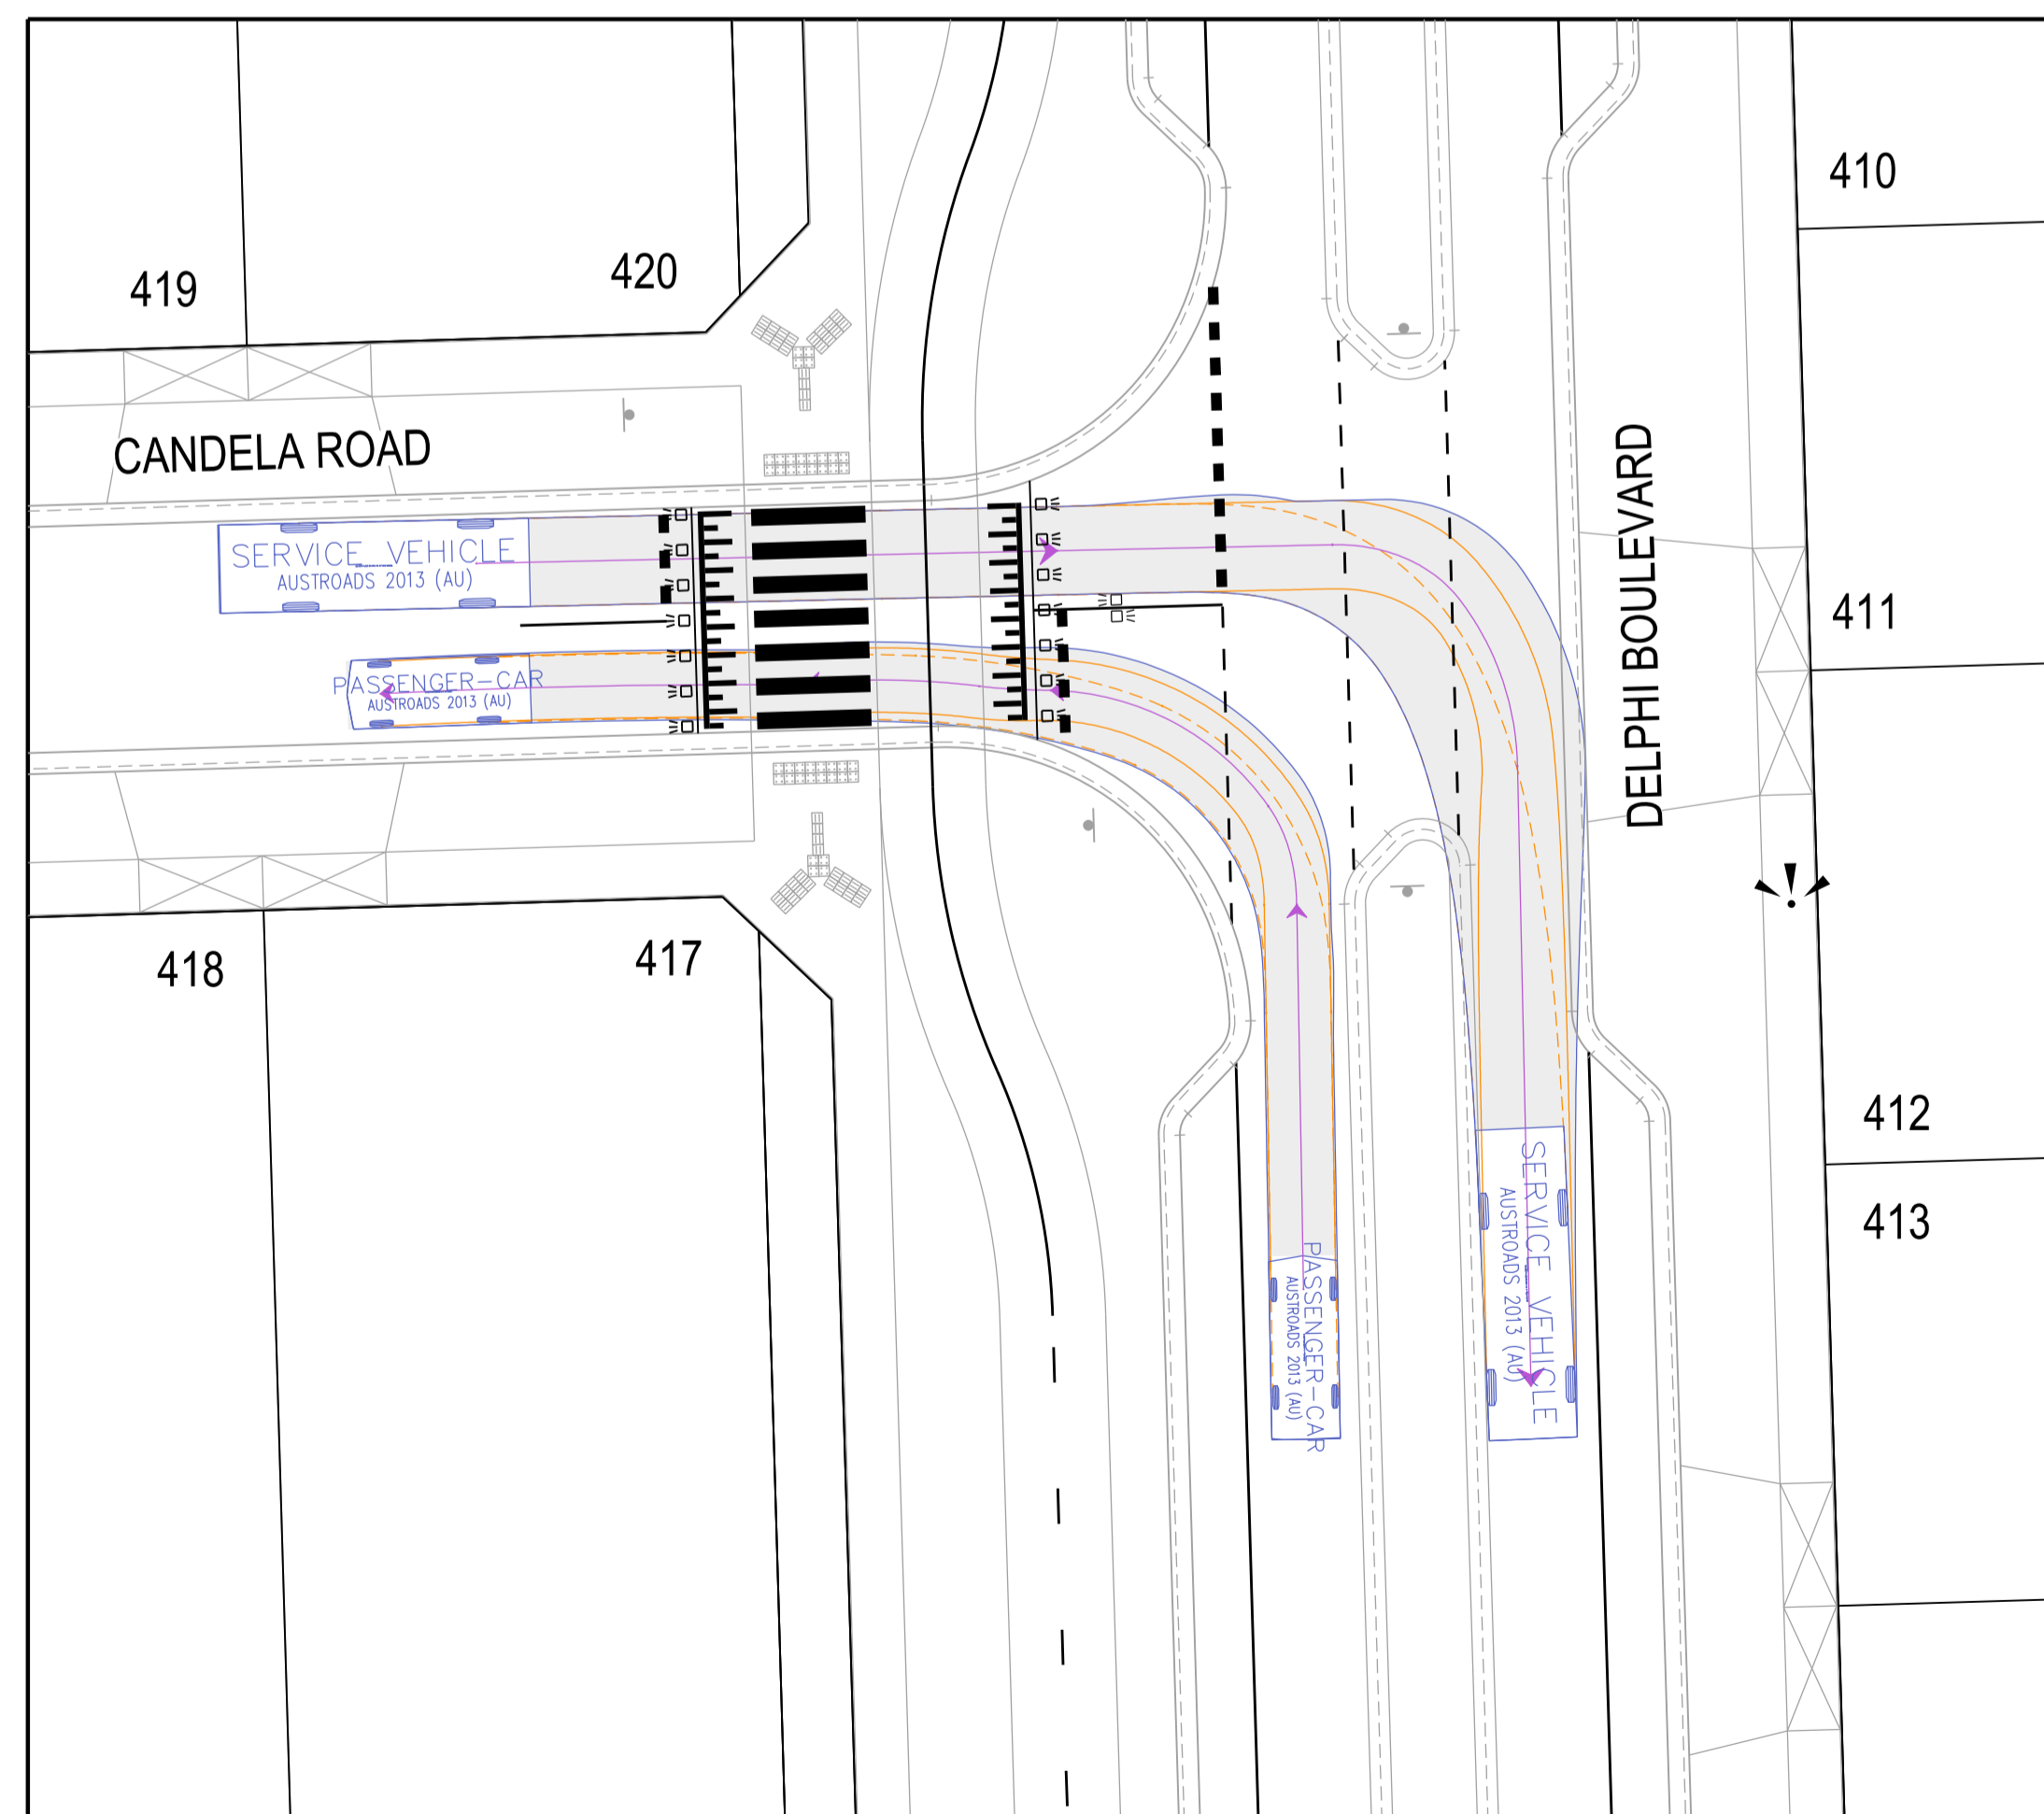 410
419
420
CANDELA ROAD
DELPHI BOULEVARD
SERVICE VEHICLE
AUSTROADS 2013 (AU)
411
PASSENGER-CAR
AUSTROADS 2013 (AU)
418
417
412
413
PASSENGER-CAR
AUSTROADS 2013 (AU)
SERVICE VEHICLE
AUSTROADS 2013 (AU)